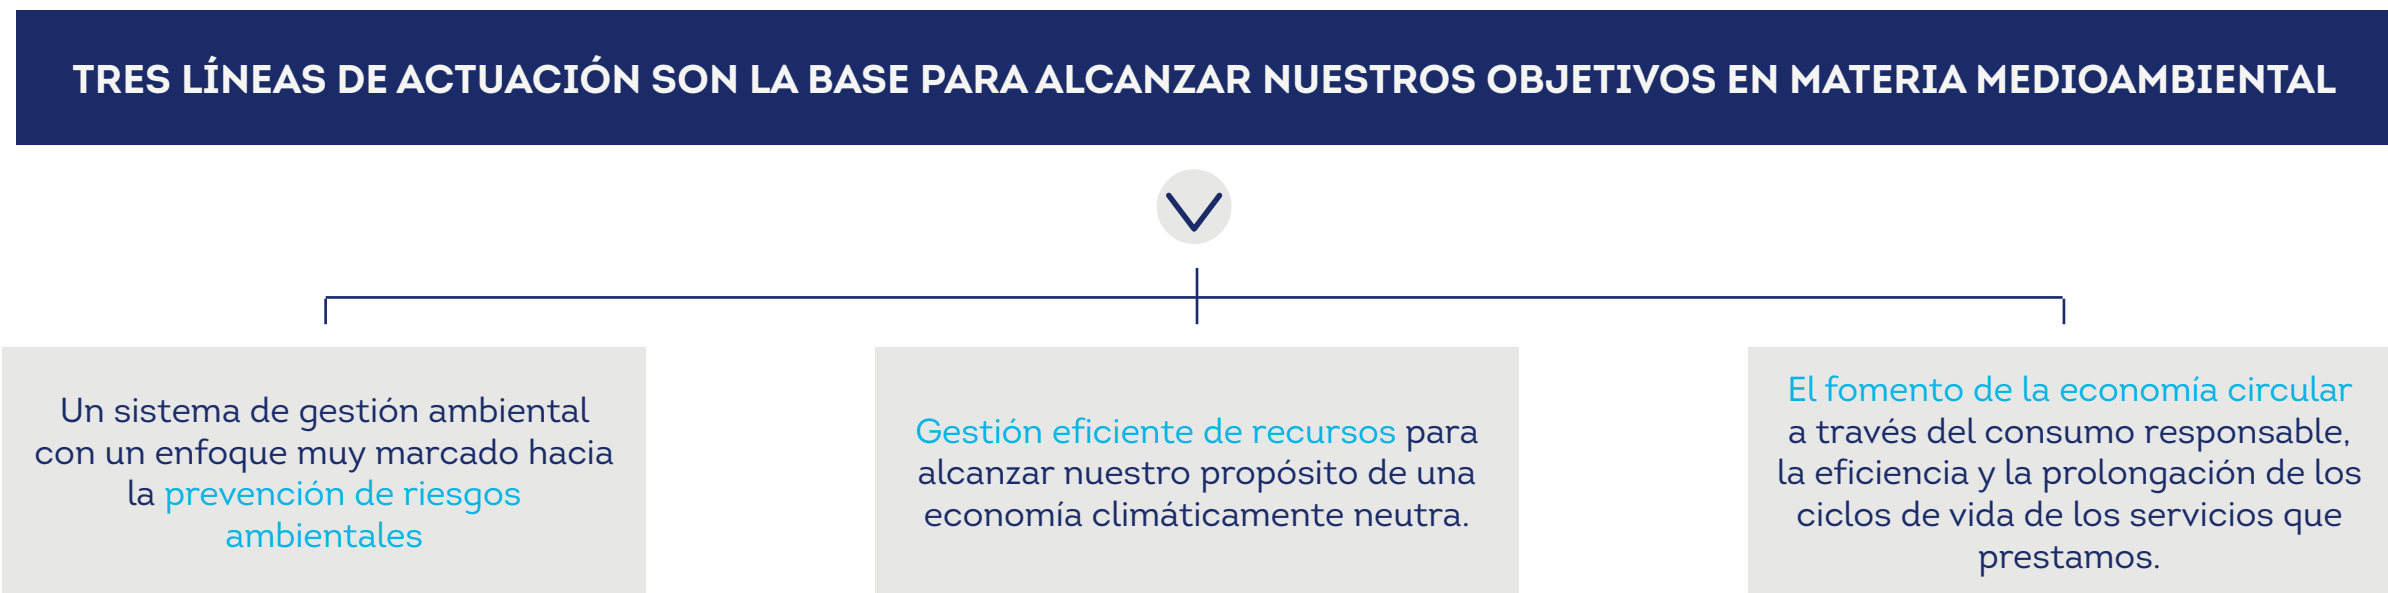 TRES LÍNEAS DE ACTUACIÓN SON LA BASE PARA ALCANZAR NUESTROS OBJETIVOS EN MATERIA MEDIOAMBIENTAL
Un sistema de gestión ambiental
con un enfoque muy marcado hacia
la prevención de riesgos
ambientales
Gestión eficiente de recursos para
alcanzar nuestro propósito de una
economía climáticamente neutra.
El fomento de la economía circular
a través del consumo responsable,
la eficiencia y la prolongación de los
ciclos de vida de los servicios que
prestamos.